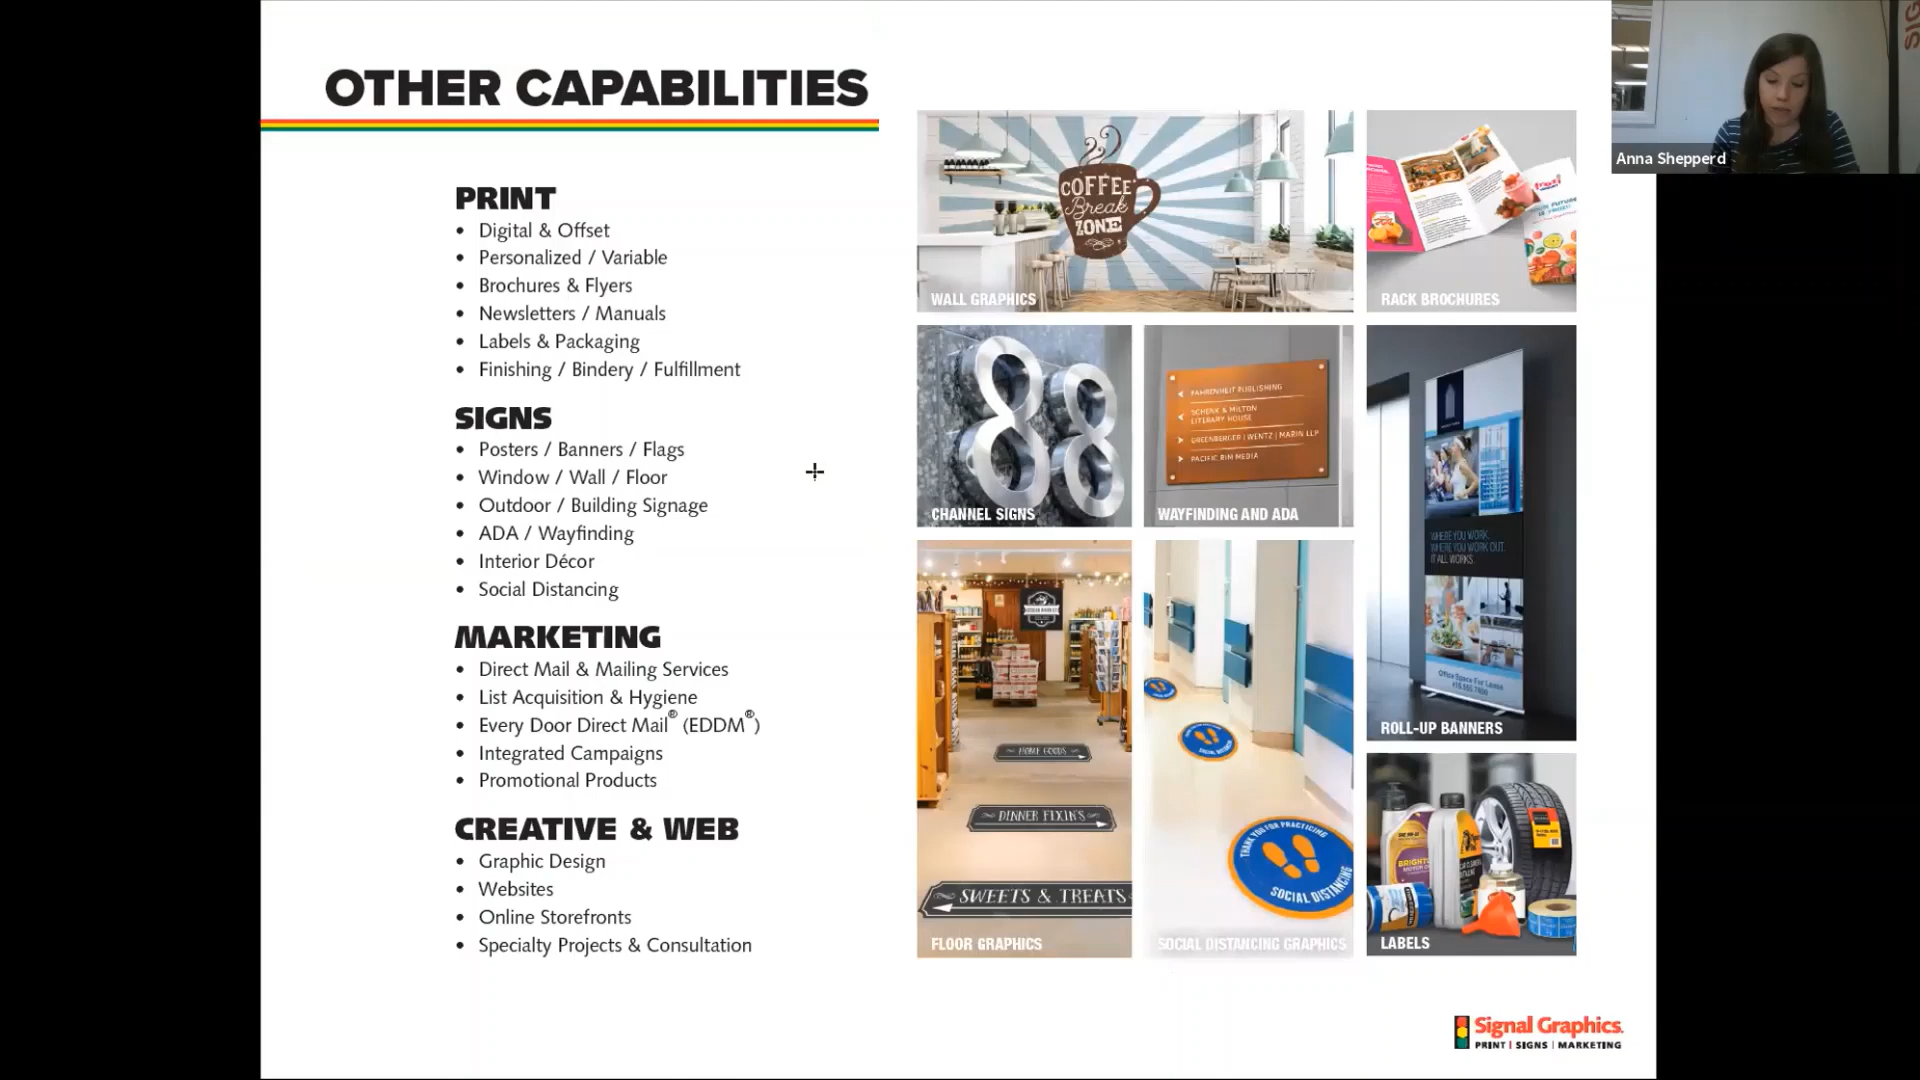 OTHER CAPABILITIES
PRINT
• Digital & Offset
• Personalized / Variable
• Brochures & Flyers
• Newsletters / Manuals
• Labels & Packaging
• Finishing / Bindery / Fulfillment
SIGNS
• Posters / Banners / Flags
• Window / Wall / Floor
• Outdoor / Building Signage
• ADA / Wayfinding
• Interior Décor
• Social Distancing
MARKETING
• Direct Mail & Mailing Services
• List Acquisition & Hygiene
• Every Door Direct Mail® (EDDM®)
• Integrated Campaigns
• Promotional Products
CREATIVE & WEB
• Graphic Design
• Websites
• Online Storefronts
• Specialty Projects & Consultation
COFFEE
Break
ZONE
WALL GRAPHICS
RACK BROCHURES
88
CHANNEL SIGNS
FAHRENHEIT PUBLISHING
SCHENK & MILTON
LITERARY HOUSE
GREENBERGER | WENTZ | MARIN LLP
PACIFIC RIM MEDIA
WAYFINDING AND ADA
WHERE YOU WORK.
WHERE YOU WORK OUT.
IT ALL WORKS.
Office Space For Lease
ROLL-UP BANNERS
DINNER FIXIN'S
SWEETS & TREATS
FLOOR GRAPHICS
THANK YOU FOR PRACTICING
SOCIAL DISTANCING
SOCIAL DISTANCING GRAPHICS
LABELS
Signal Graphics.
PRINT | SIGNS | MARKETING
Anna Shepperd
SIG